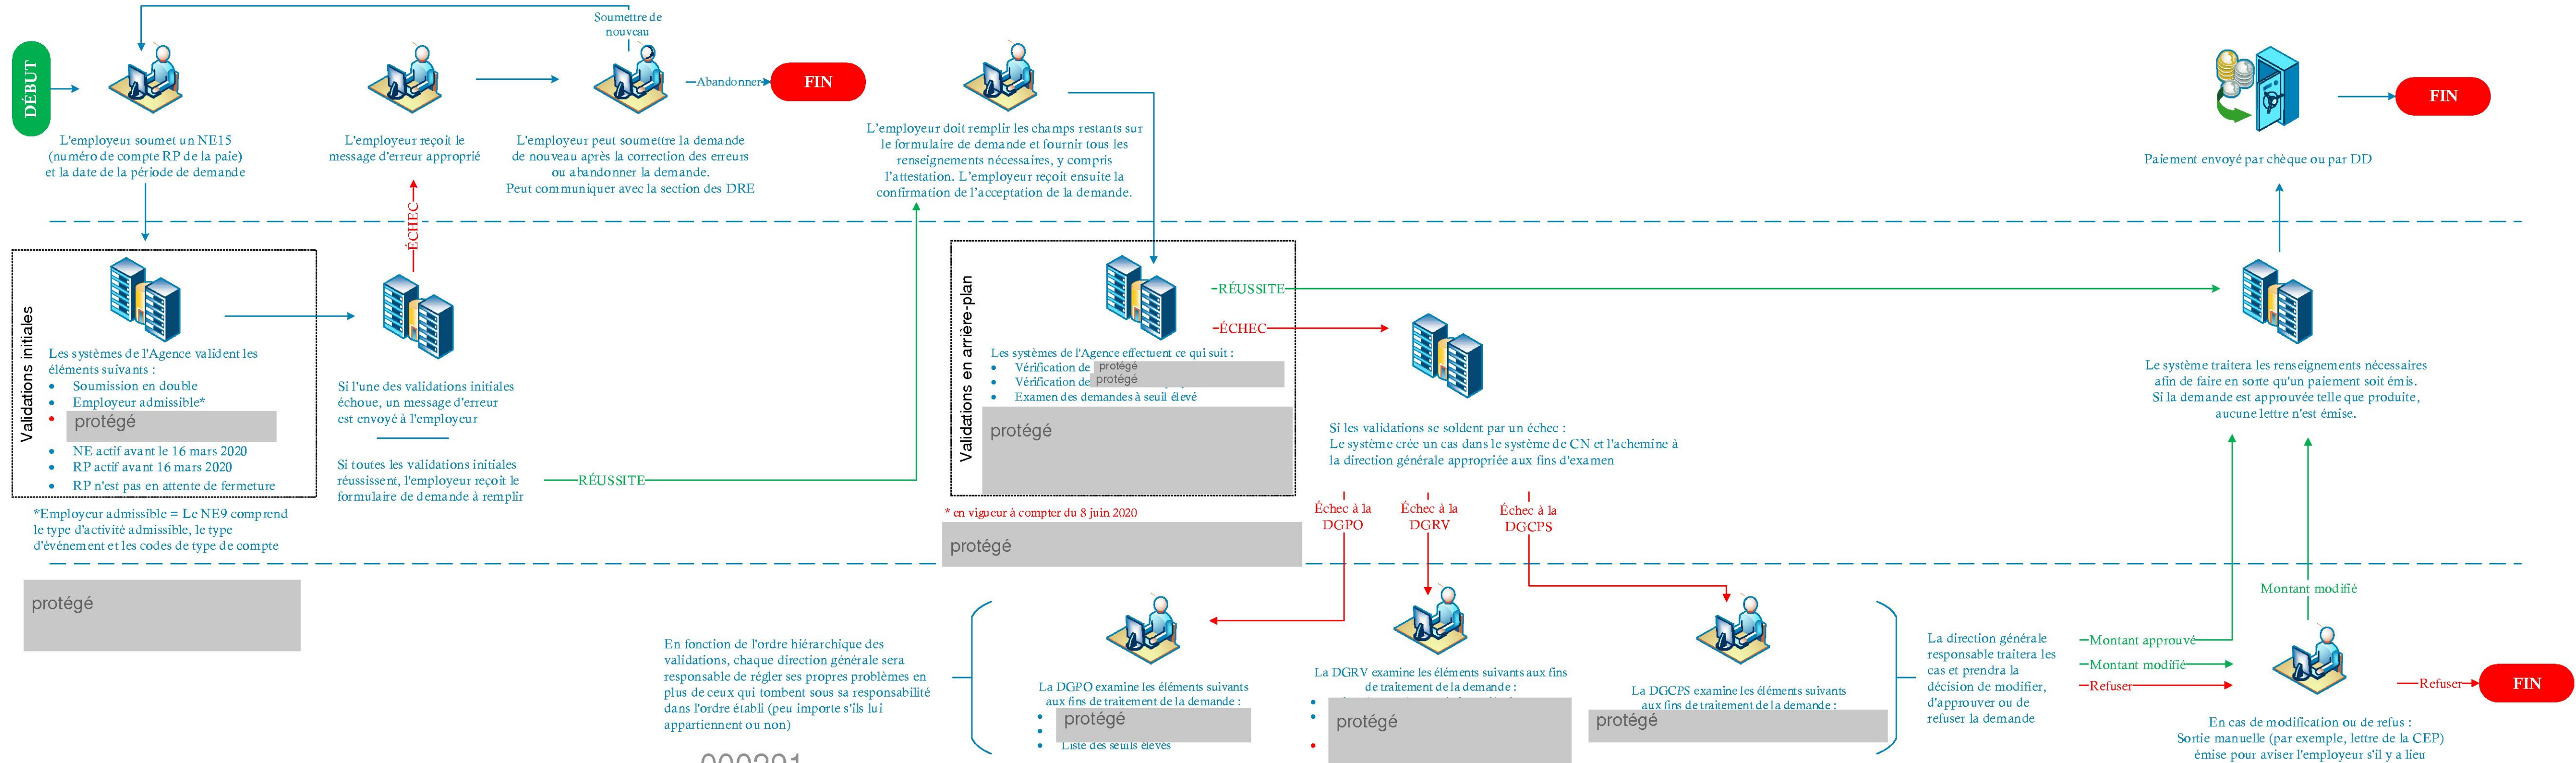 DÉBUT
L'employeur soumet un NE15
(numéro de compte RP de la paie)
et la date de la période de demande
L'employeur reçoit le
message d'erreur approprié
Soumettre de
nouveau
L'employeur peut soumettre la demande
de nouveau après la correction des erreurs
ou abandonner la demande.
Peut communiquer avec la section des DRE
Abandonner
FIN
L'employeur doit remplir les champs restants sur
le formulaire de demande et fournir tous les
renseignements nécessaires, y compris
l'attestation. L'employeur reçoit ensuite la
confirmation de l'acceptation de la demande.
Paiement envoyé par chèque ou par DD
FIN
Validations initiales
Les systèmes de l'Agence valident les
éléments suivants :
• Soumission en double
• Employeur admissible*
• protégé
• NE actif avant le 16 mars 2020
• RP actif avant 16 mars 2020
• RP n'est pas en attente de fermeture
*Employeur admissible = Le NE9 comprend
le type d'activité admissible, le type
d'événement et les codes de type de compte
protégé
ÉCHEC
Si l'une des validations initiales
échoue, un message d'erreur
est envoyé à l'employeur
Si toutes les validations initiales
réussissent, l'employeur reçoit le
formulaire de demande à remplir
RÉUSSITE
Validations en arrière-plan
Les systèmes de l'Agence effectuent ce qui suit :
• Vérification de protégé
• Vérification de protégé
• Examen des demandes à seuil élevé
protégé
* en vigueur à compter du 8 juin 2020
protégé
RÉUSSITE
ÉCHEC
Si les validations se soldent par un échec :
Le système crée un cas dans le système de CN et l'achemine à
la direction générale appropriée aux fins d'examen
Échec à la
DGPO
Échec à la
DGRV
Échec à la
DGCPS
Le système traitera les renseignements nécessaires
afin de faire en sorte qu'un paiement soit émis.
Si la demande est approuvée telle que produite,
aucune lettre n'est émise.
En fonction de l'ordre hiérarchique des
validations, chaque direction générale sera
responsable de régler ses propres problèmes en
plus de ceux qui tombent sous sa responsabilité
dans l'ordre établi (peu importe s'ils lui
appartiennent ou non)
La DGPO examine les éléments suivants
aux fins de traitement de la demande :
• protégé
•
• Liste des seuils élevés
La DGRV examine les éléments suivants aux fins
de traitement de la demande :
• protégé
•
•
La DGCPS examine les éléments suivants
aux fins de traitement de la demande :
protégé
La direction générale
responsable traitera les
cas et prendra la
décision de modifier,
d'approuver ou de
refuser la demande
Montant approuvé
Montant modifié
Refuser
Montant modifié
En cas de modification ou de refus :
Sortie manuelle (par exemple, lettre de la CEP)
émise pour aviser l'employeur s'il y a lieu
Refuser
FIN